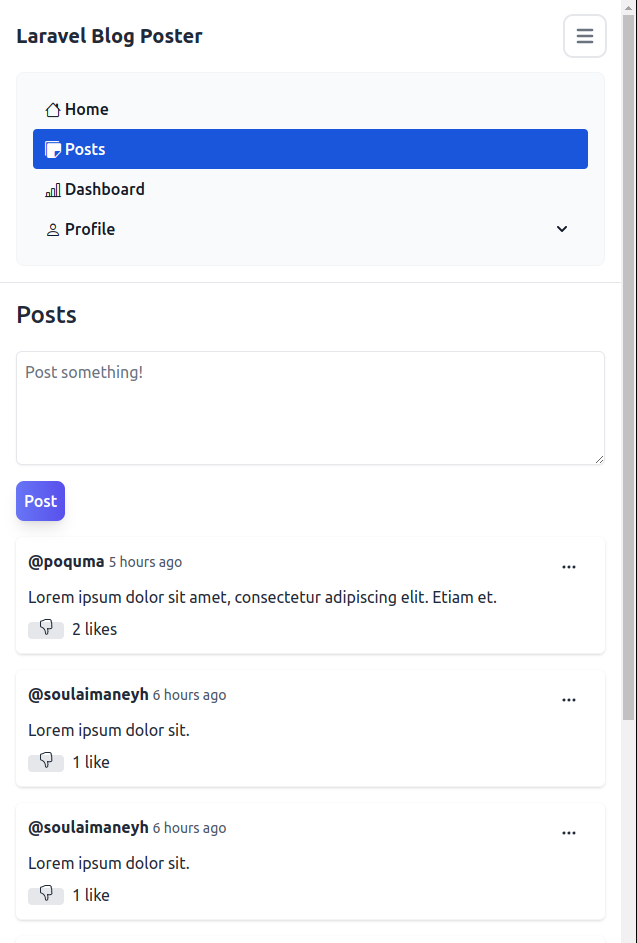 Laravel Blog Poster
Home
Posts
Dashboard
Profile
Posts
Post something!
Post
@poquma 5 hours ago
Lorem ipsum dolor sit amet, consectetur adipiscing elit. Etiam et.
2 likes
@soulaimaneyh 6 hours ago
Lorem ipsum dolor sit.
1 like
@soulaimaneyh 6 hours ago
Lorem ipsum dolor sit.
1 like